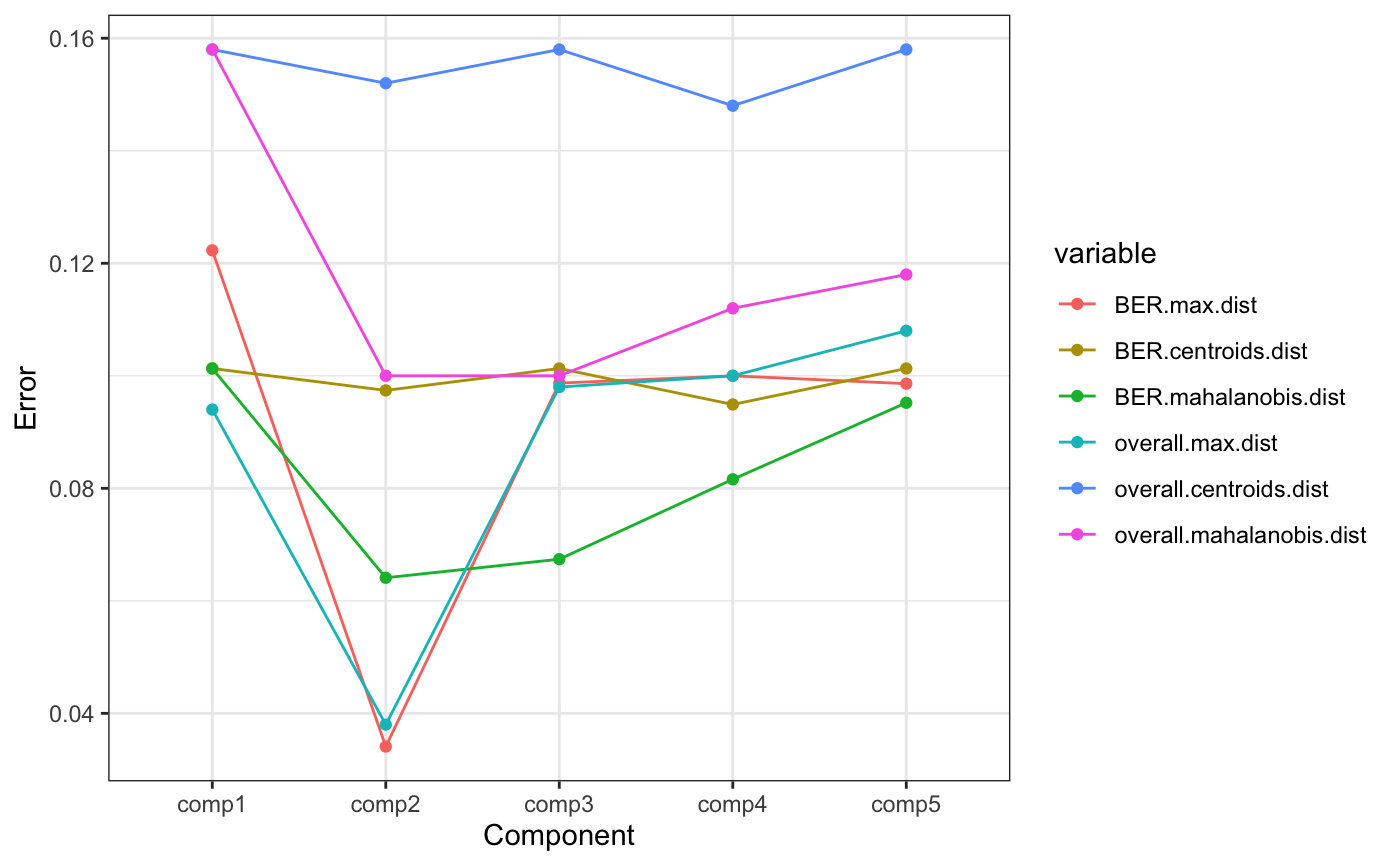 0.16
0.12
0.08
0.04
Error
comp1 comp2 comp3 comp4 comp5
Component
variable
BER.max.dist
BER.centroids.dist
BER.mahalanobis.dist
overall.max.dist
overall.centroids.dist
overall.mahalanobis.dist